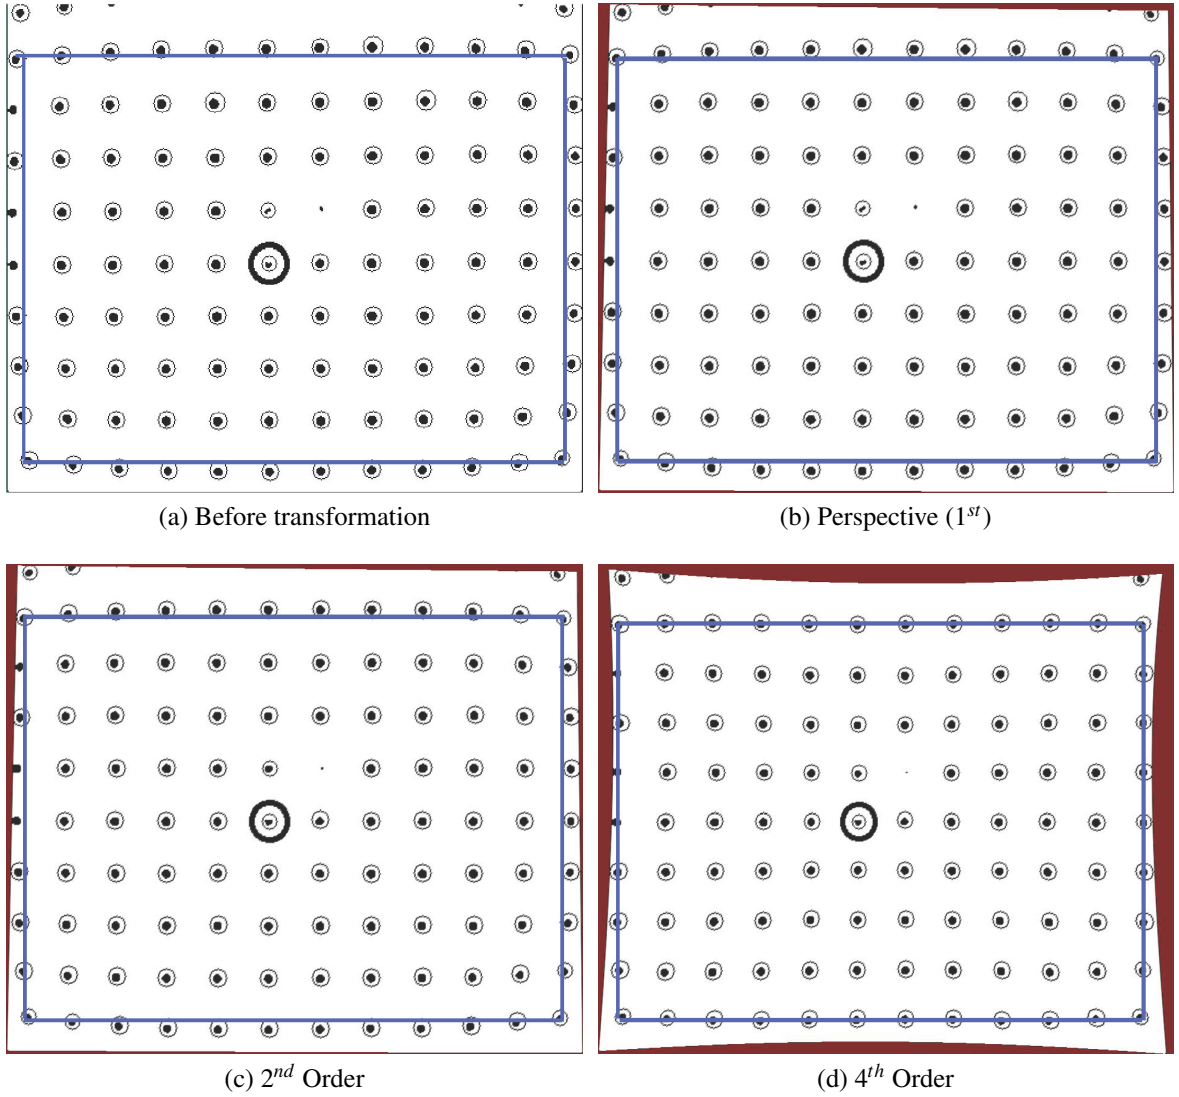 (a) Before transformation
(b) Perspective (1st)
(c) 2nd Order
(d) 4th Order